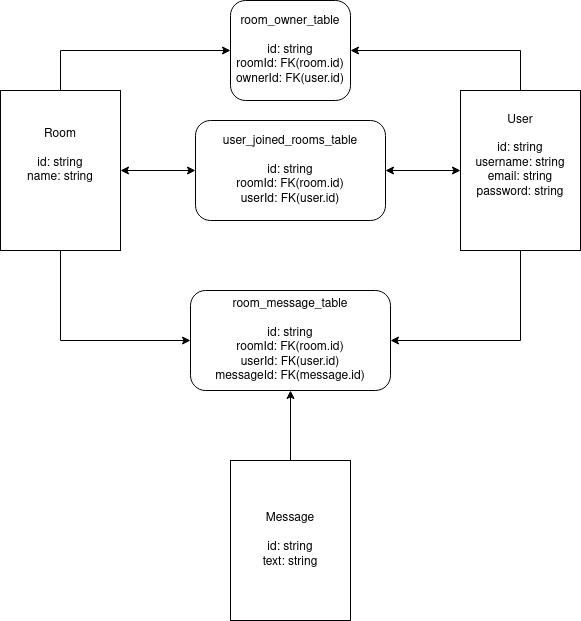 room_owner_table
id: string
roomId: FK(room.id)
ownerId: FK(user.id)
Room
id: string
name: string
user_joined_rooms_table
id: string
roomId: FK(room.id)
userId: FK(user.id)
User
id: string
username: string
email: string
password: string
room_message_table
id: string
roomId: FK(room.id)
userId: FK(user.id)
messageId: FK(message.id)
Message
id: string
text: string